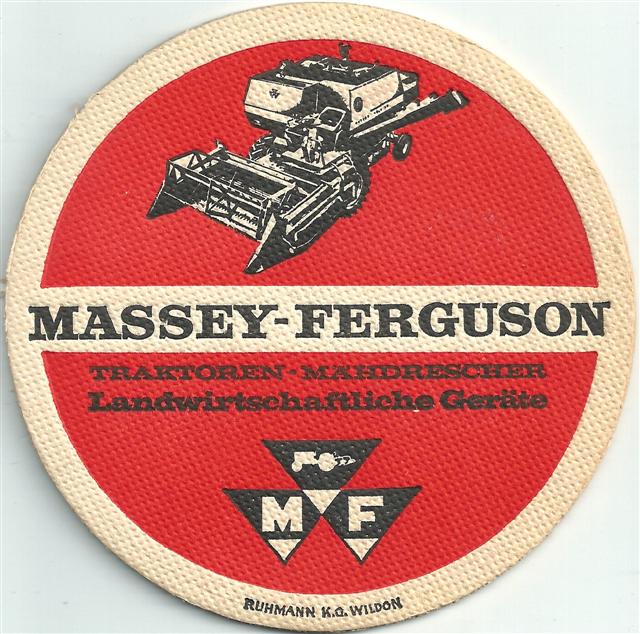 MASSEY-FERGUSON
TRAKTOREN-MÄHDRESCHER
Landwirtschaftliche Geräte
M F
RUHMANN K.G. WILDON